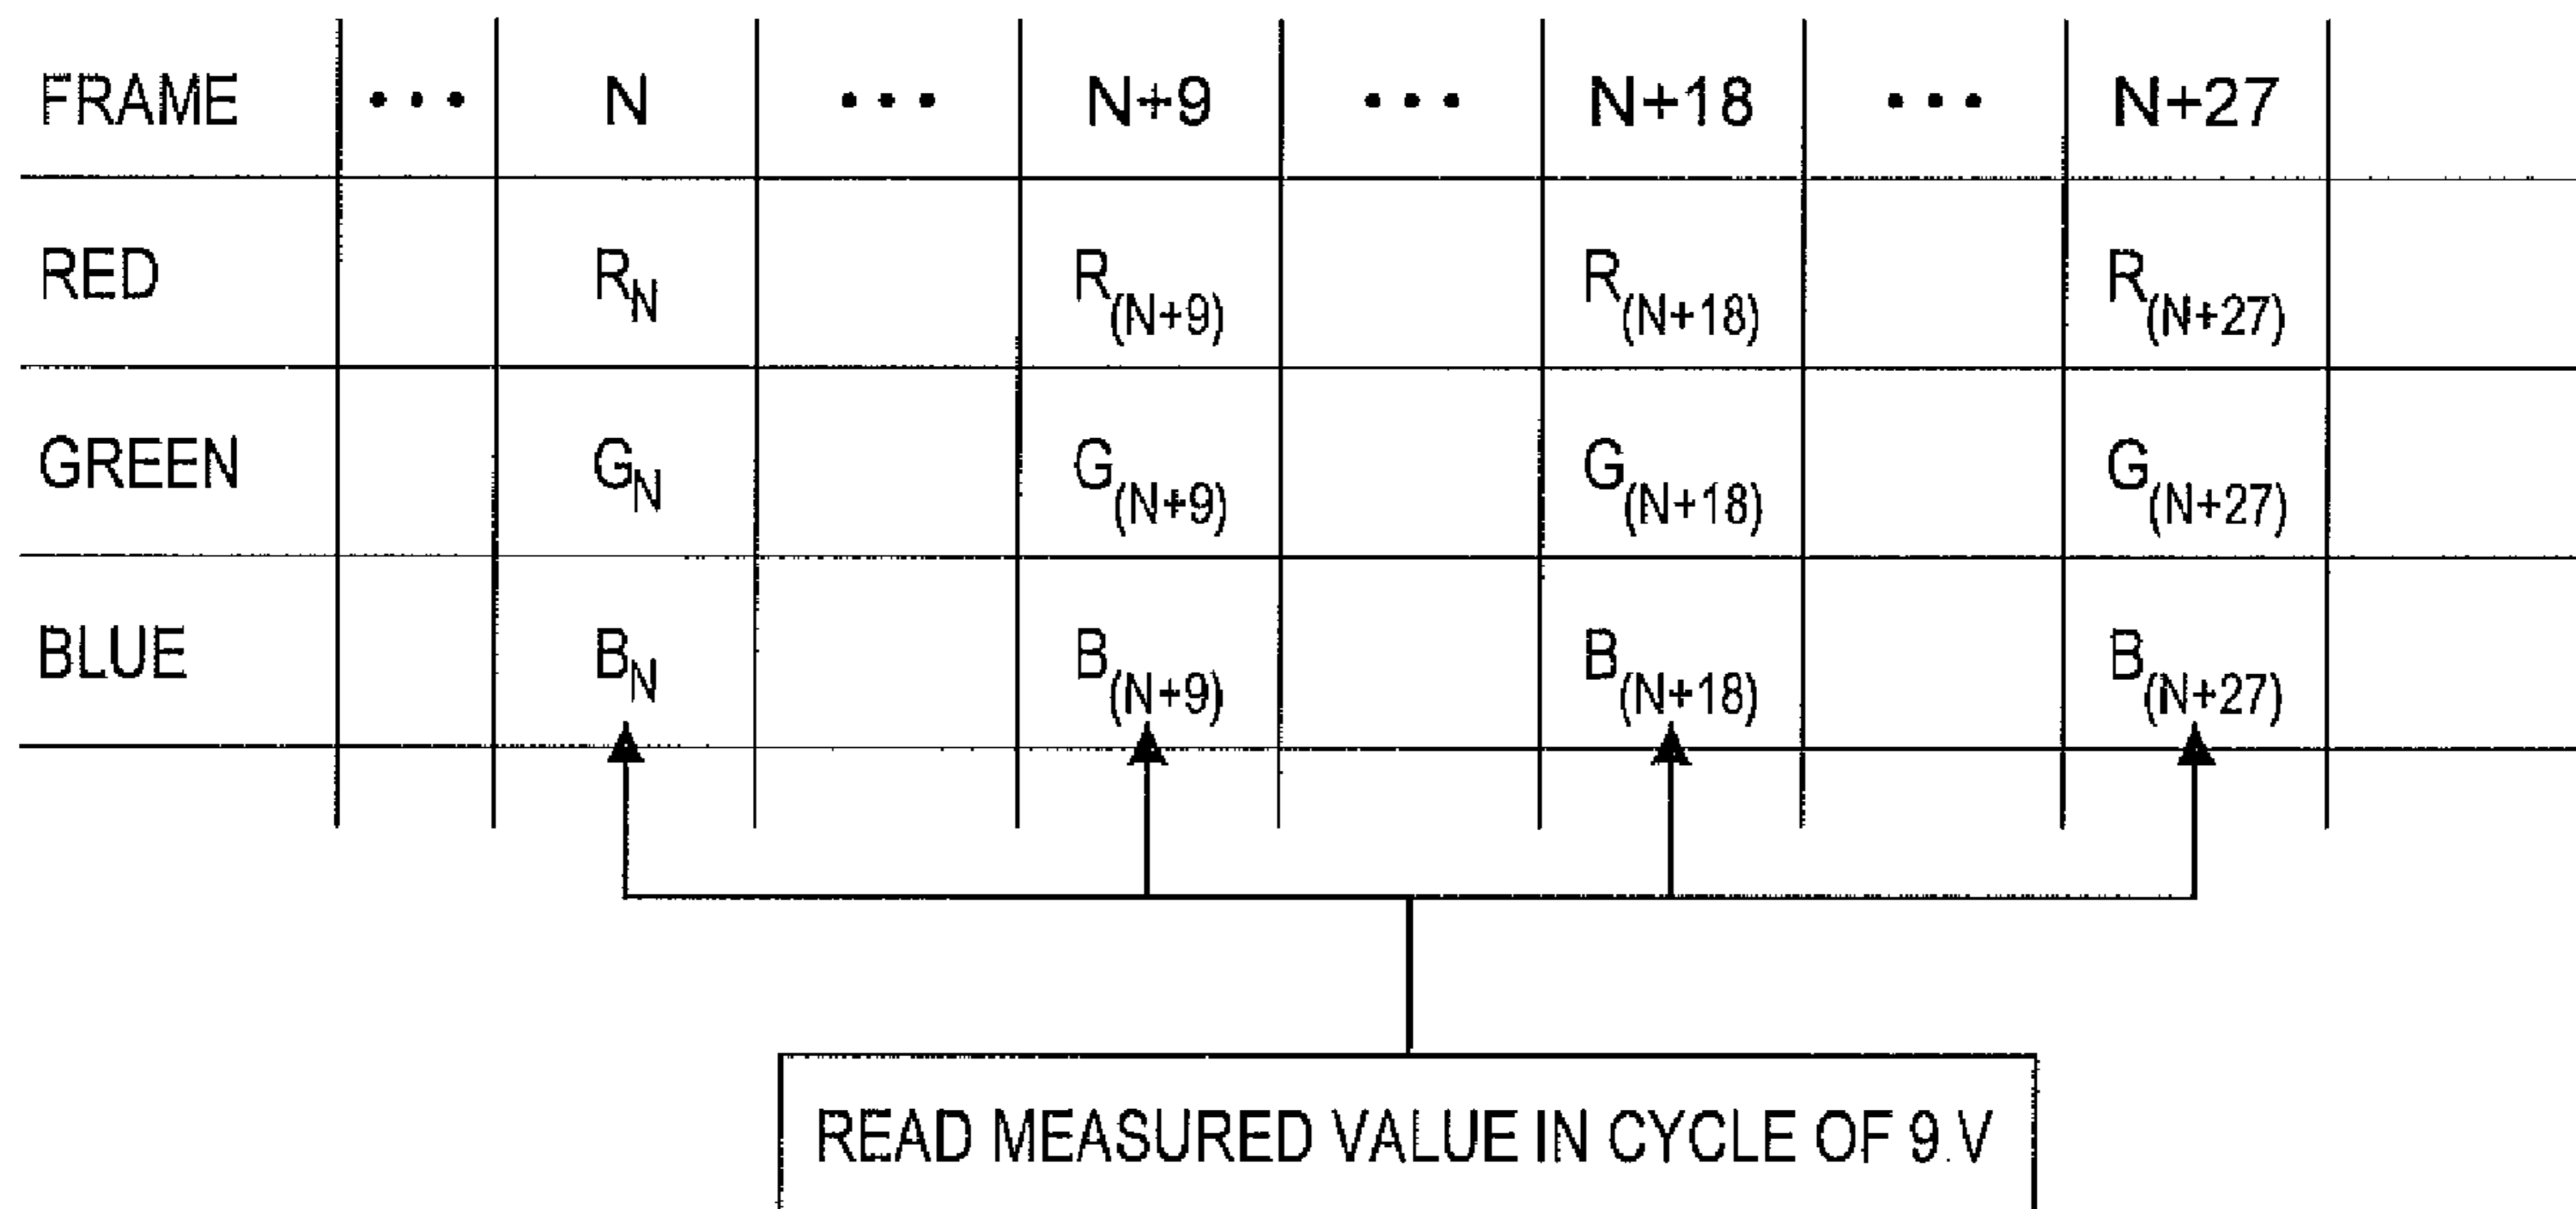 FRAME ... N ... N+9 ... N+18 ... N+27
RED R_N R_(N+9) R_(N+18) R_(N+27)
GREEN G_N G_(N+9) G_(N+18) G_(N+27)
BLUE B_N B_(N+9) B_(N+18) B_(N+27)
READ MEASURED VALUE IN CYCLE OF 9.V